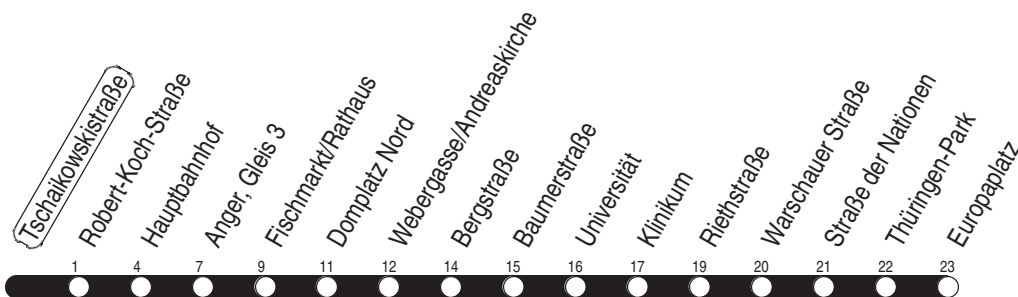 Tschaikowskistraße
Robert-Koch-Straße
Hauptbahnhof
Anger, Gleis 3
Fischmarkt/Rathaus
Domplatz Nord
Webergasse/Andreaskirche
Bergstraße
Baumerstraße
Universität
Klinikum
Riethstraße
Warschauer Straße
Straße der Nationen
Thüringen-Park
Europaplatz
1 4 7 9 11 12 14 15 16 17 19 20 21 22 23